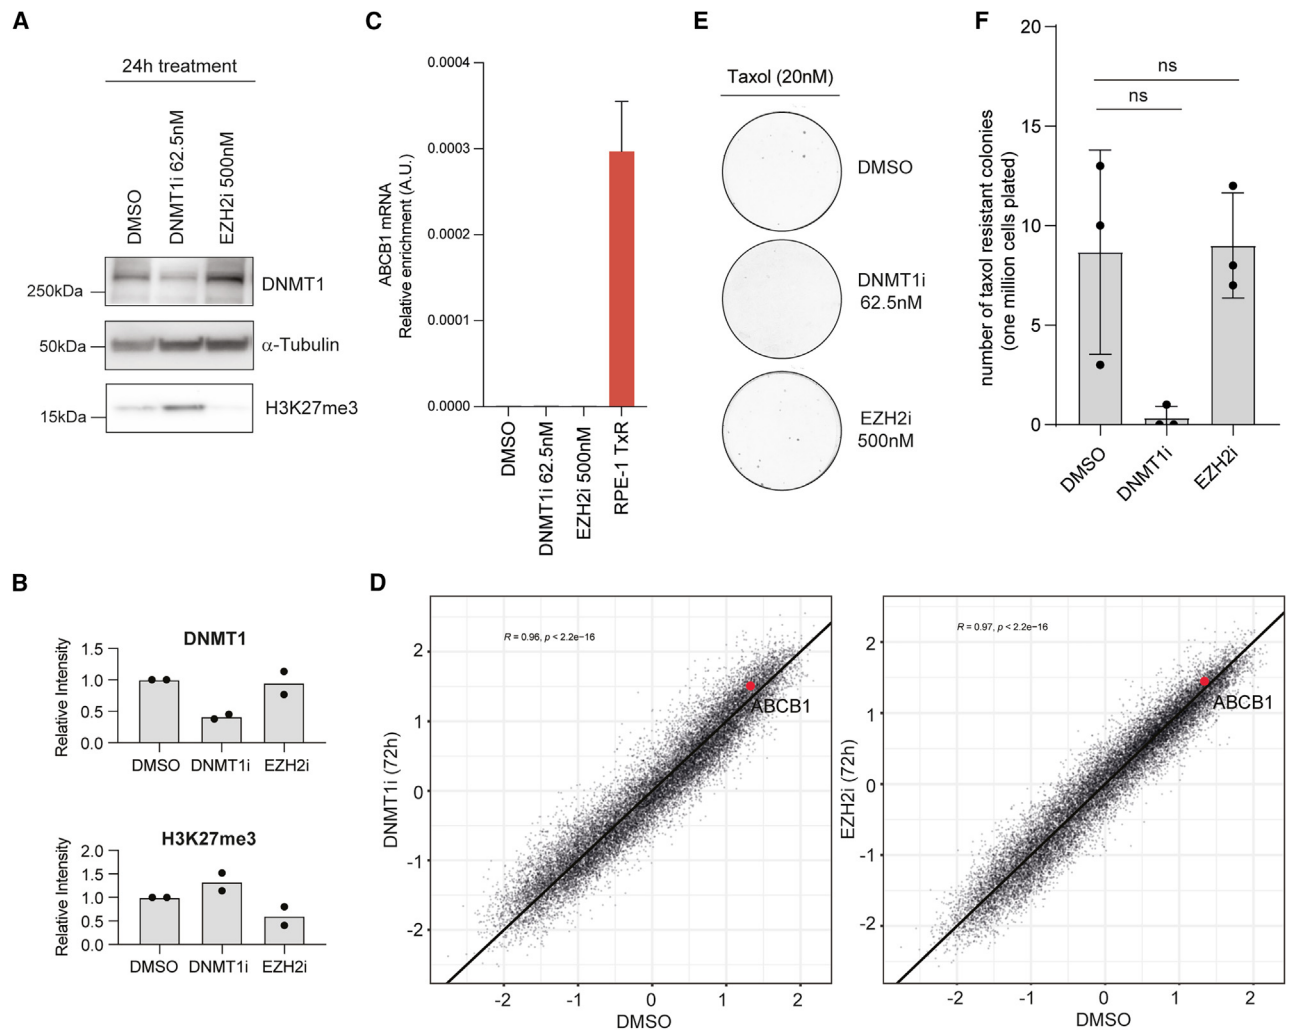 A
24h treatment
DMSO
DNMT1i 62.5nM
EZH2i 500nM
250kDa
DNMT1
50kDa
α-Tubulin
15kDa
H3K27me3
B
DNMT1
Relative Intensity
1.5
1.0
0.5
0.0
DMSO
DNMT1i
EZH2i
H3K27me3
Relative Intensity
2.0
1.5
1.0
0.5
0.0
DMSO
DNMT1i
EZH2i
C
ABCB1 mRNA
Relative enrichment (A.U.)
0.0004
0.0003
0.0002
0.0001
0.0000
DMSO
DNMT1i 62.5nM
EZH2i 500nM
RPE-1 TxR
D
R = 0.96, p < 2.2e−16
ABCB1
DNMT1i (72h)
2
1
0
-1
-2
-2
-1
0
1
2
DMSO
R = 0.97, p < 2.2e−16
ABCB1
EZH2i (72h)
2
1
0
-1
-2
-2
-1
0
1
2
DMSO
E
Taxol (20nM)
DMSO
DNMT1i
62.5nM
EZH2i
500nM
F
number of taxol resistant colonies
(one million cells plated)
20
15
10
5
0
ns
ns
DMSO
DNMT1i
EZH2i